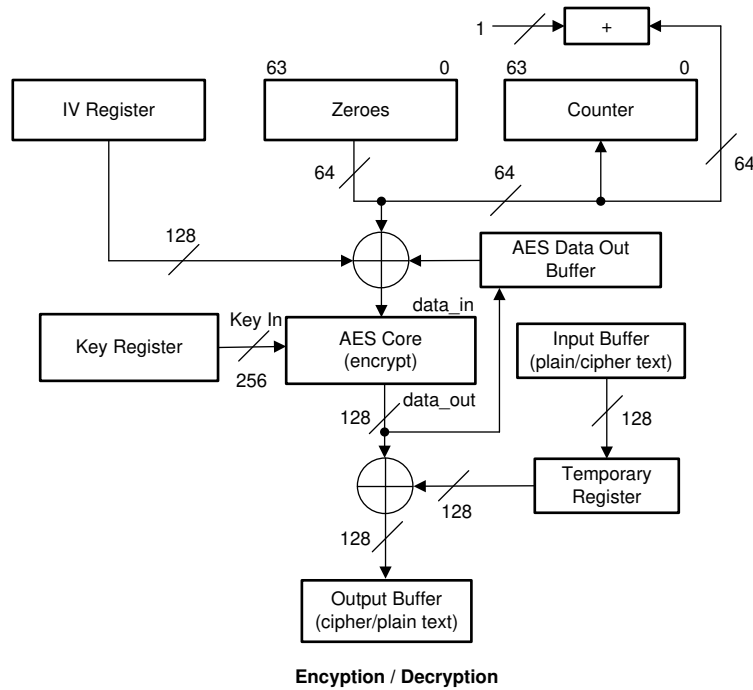 1
+
63
0
63
0
IV Register
Zeroes
Counter
64
64
64
128
AES Data Out
Buffer
data_in
Key In
Key Register
AES Core
(encrypt)
Input Buffer
(plain/cipher text)
256
data_out
128
128
Temporary
Register
128
128
Output Buffer
(cipher/plain text)
Encyption / Decryption